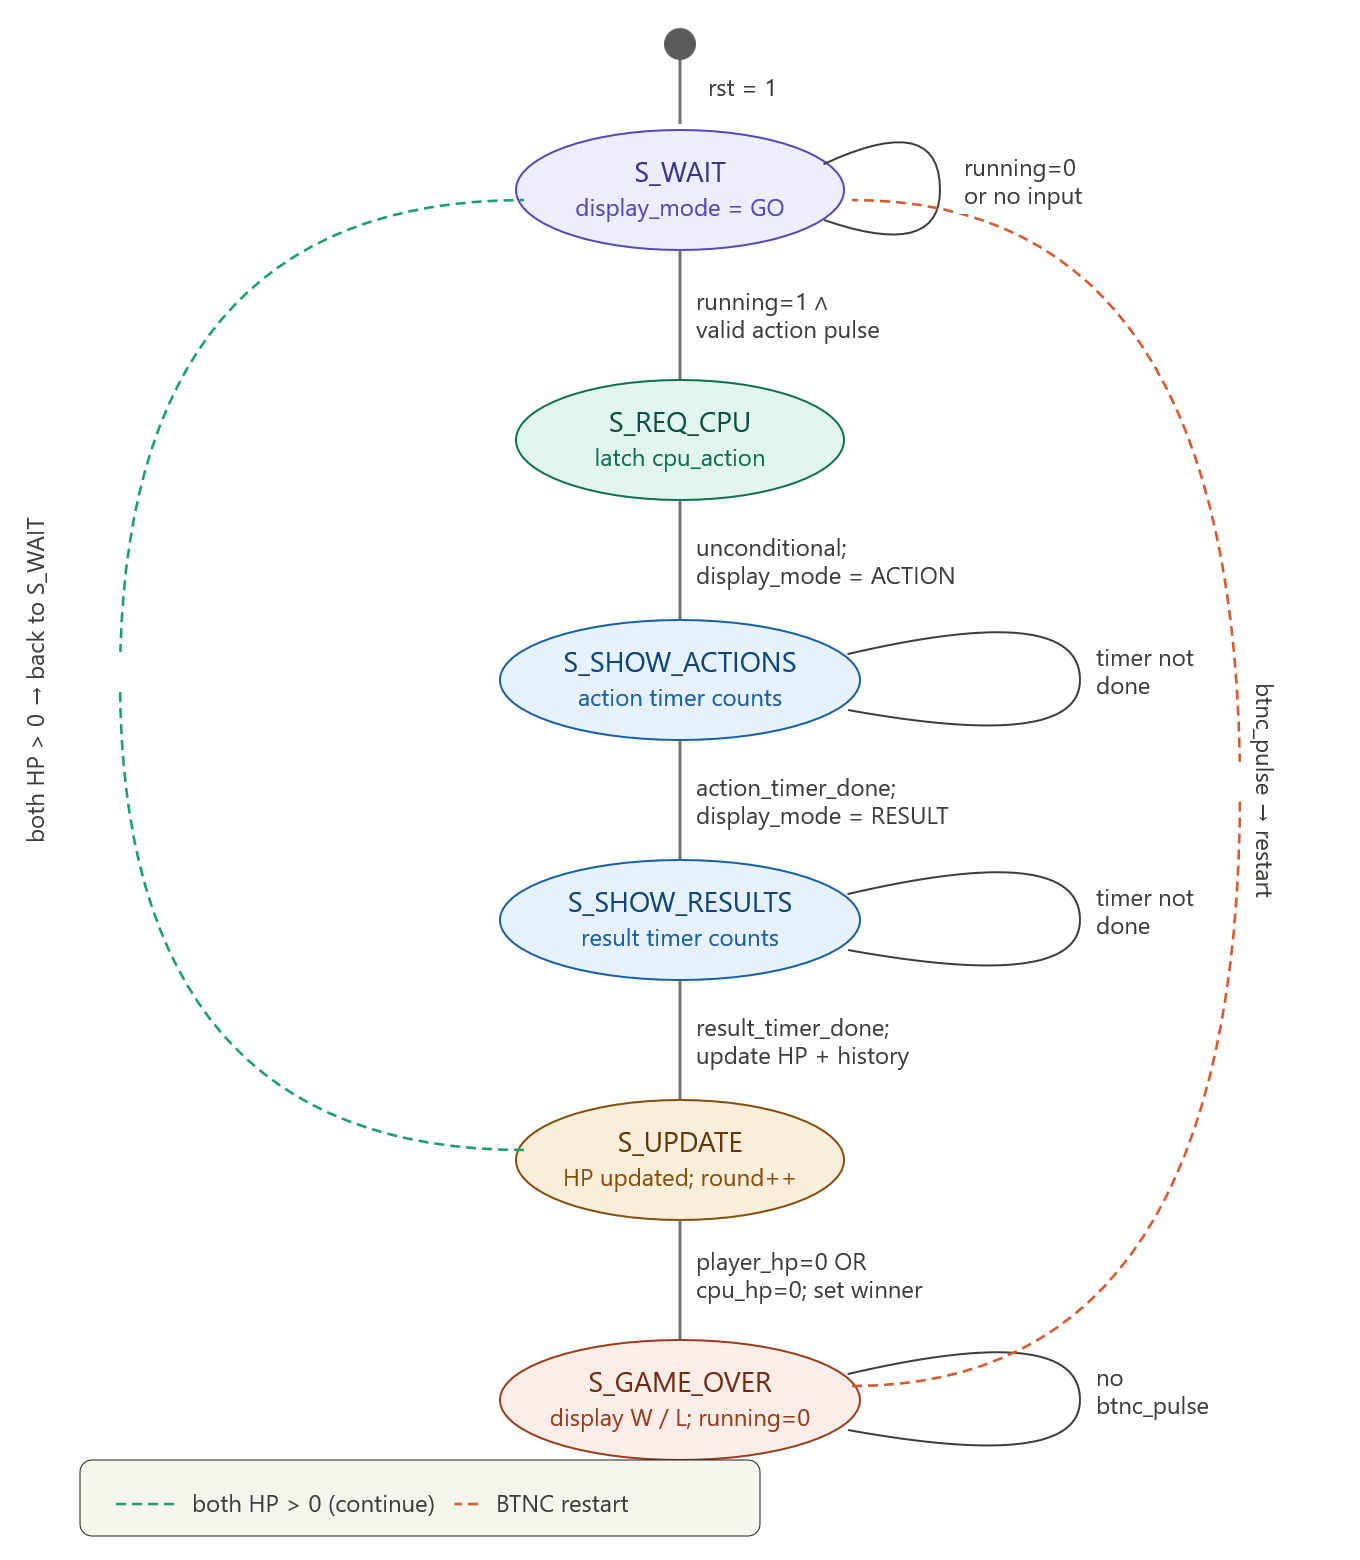 rst = 1
S_WAIT
display_mode = GO
running=0
or no input
running=1 ∧
valid action pulse
S_REQ_CPU
latch cpu_action
unconditional;
display_mode = ACTION
both HP > 0 → back to S_WAIT
S_SHOW_ACTIONS
action timer counts
timer not
done
btnc_pulse → restart
action_timer_done;
display_mode = RESULT
S_SHOW_RESULTS
result timer counts
timer not
done
result_timer_done;
update HP + history
S_UPDATE
HP updated; round++
player_hp=0 OR
cpu_hp=0; set winner
S_GAME_OVER
display W / L; running=0
no
btnc_pulse
both HP > 0 (continue)
BTNC restart